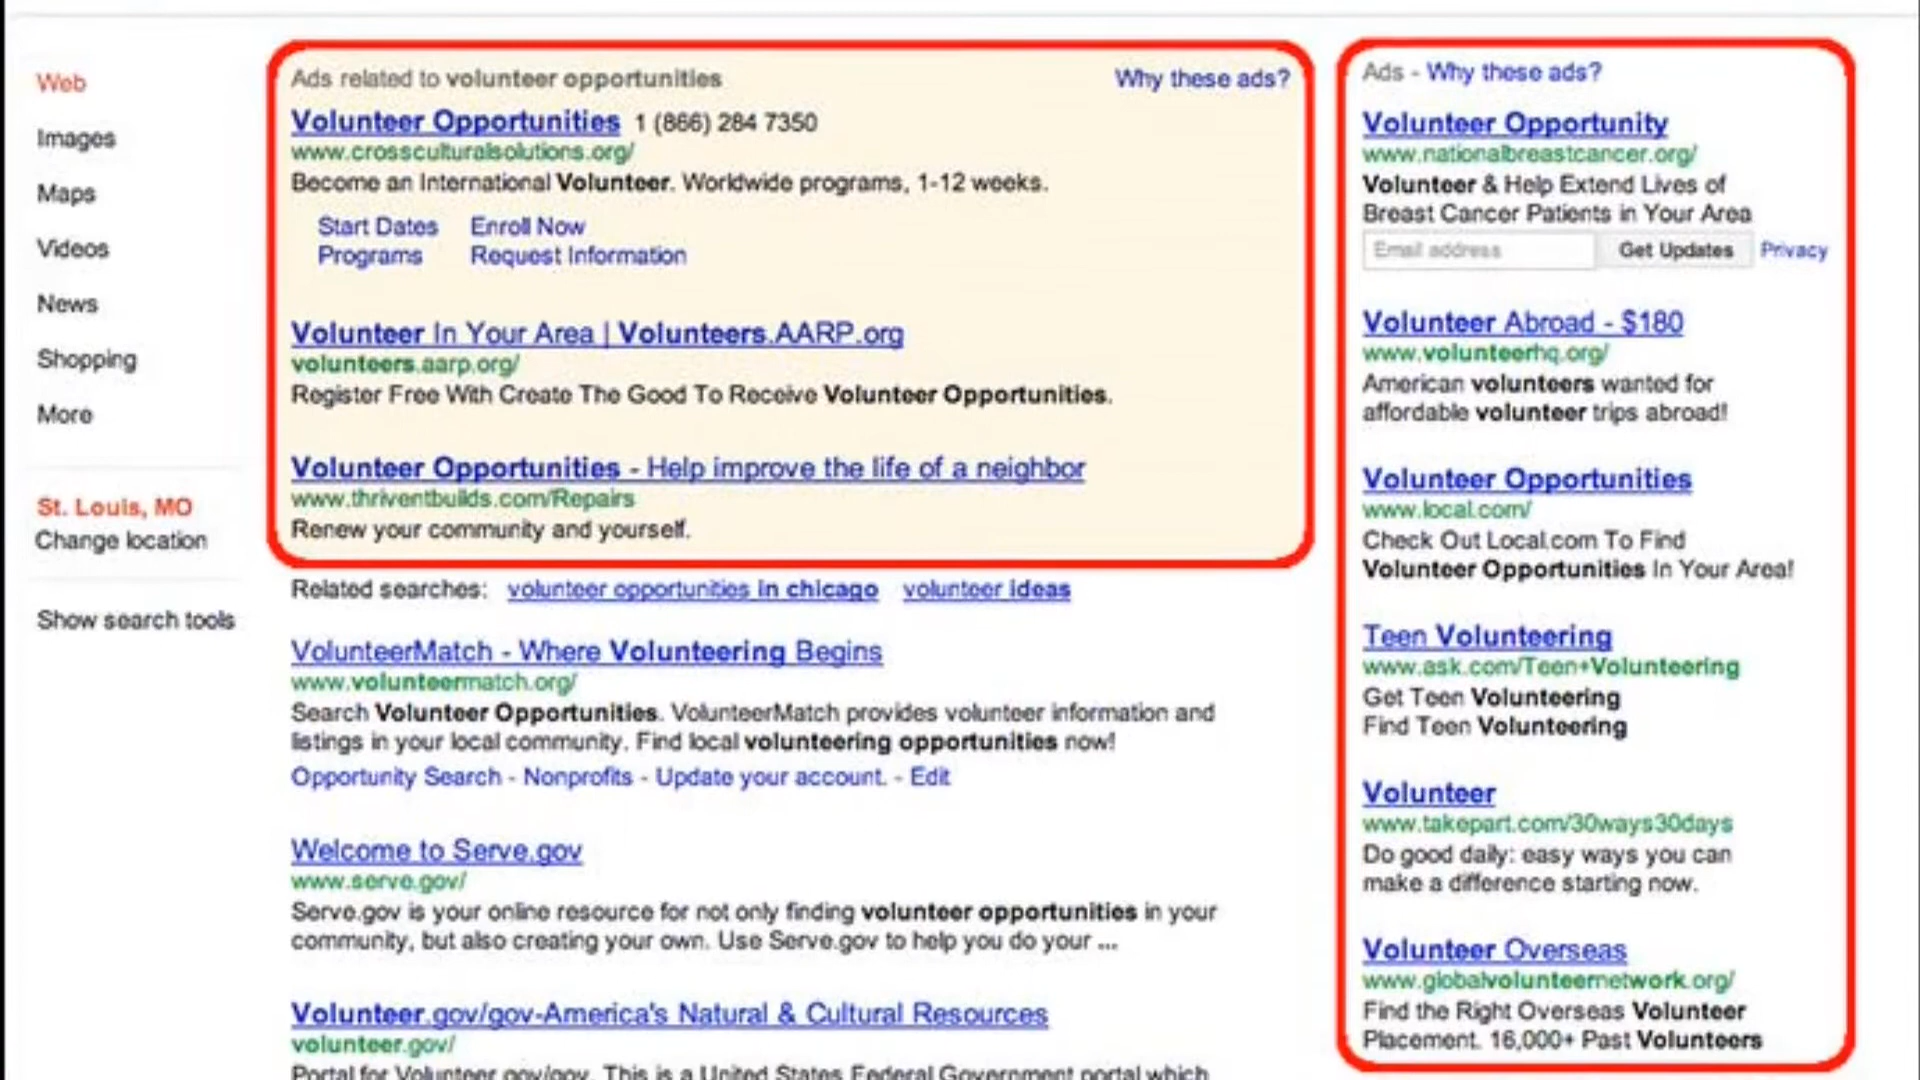 Web
Images
Maps
Videos
News
Shopping
More
St. Louis, MO
Change location
Show search tools
Ads related to volunteer opportunities
Why these ads?
Volunteer Opportunities 1 (866) 284 7350
www.crossculturalsolutions.org/
Become an International Volunteer. Worldwide programs, 1-12 weeks.
Start Dates Enroll Now
Programs Request Information
Volunteer In Your Area | Volunteers.AARP.org
volunteers.aarp.org/
Register Free With Create The Good To Receive Volunteer Opportunities.
Volunteer Opportunities - Help improve the life of a neighbor
www.thriventbuilds.com/Repairs
Renew your community and yourself.
Related searches: volunteer opportunities in chicago volunteer ideas
VolunteerMatch - Where Volunteering Begins
www.volunteermatch.org/
Search Volunteer Opportunities. VolunteerMatch provides volunteer information and
listings in your local community. Find local volunteering opportunities now!
Opportunity Search - Nonprofits - Update your account. - Edit
Welcome to Serve.gov
www.serve.gov/
Serve.gov is your online resource for not only finding volunteer opportunities in your
community, but also creating your own. Use Serve.gov to help you do your ...
Volunteer.gov/gov-America's Natural & Cultural Resources
volunteer.gov/
Portal for Volunteer.gov/gov. This is a United States Federal Government portal which
Ads - Why these ads?
Volunteer Opportunity
www.nationalbreastcancer.org/
Volunteer & Help Extend Lives of
Breast Cancer Patients in Your Area
Email address Get Updates Privacy
Volunteer Abroad - $180
www.volunteerhq.org/
American volunteers wanted for
affordable volunteer trips abroad!
Volunteer Opportunities
www.local.com/
Check Out Local.com To Find
Volunteer Opportunities In Your Area!
Teen Volunteering
www.ask.com/Teen+Volunteering
Get Teen Volunteering
Find Teen Volunteering
Volunteer
www.takepart.com/30ways30days
Do good daily: easy ways you can
make a difference starting now.
Volunteer Overseas
www.globalvolunteernetwork.org/
Find the Right Overseas Volunteer
Placement. 16,000+ Past Volunteers